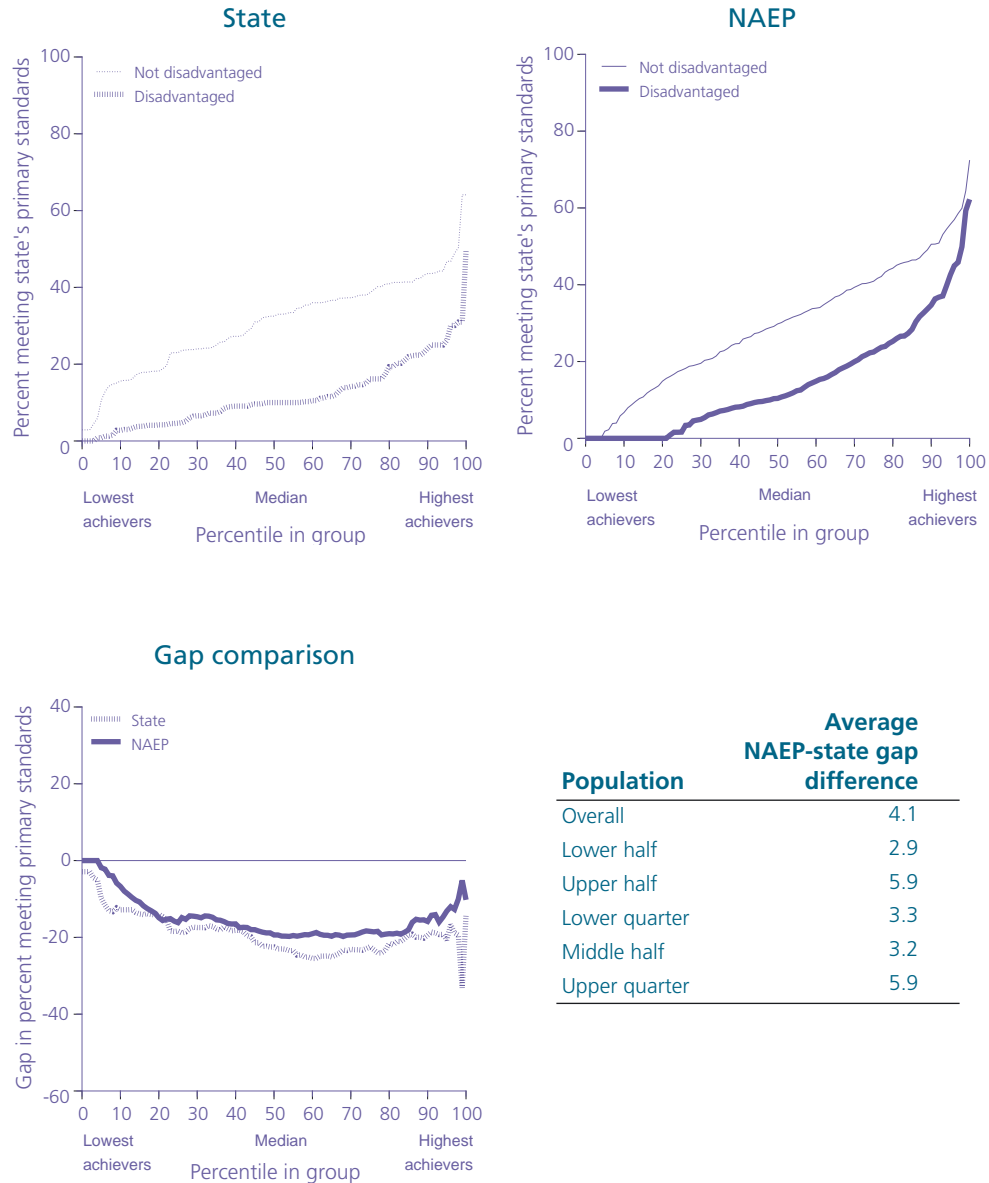 State
Percent meeting state's primary standards
100
80
60
40
20
0
Not disadvantaged
Disadvantaged
0 10 20 30 40 50 60 70 80 90 100
Lowest achievers
Median
Highest achievers
Percentile in group
NAEP
Percent meeting state's primary standards
100
80
60
40
20
0
Not disadvantaged
Disadvantaged
0 10 20 30 40 50 60 70 80 90 100
Lowest achievers
Median
Highest achievers
Percentile in group
Gap comparison
Gap in percent meeting primary standards
40
20
0
-20
-40
-60
State
NAEP
0 10 20 30 40 50 60 70 80 90 100
Lowest achievers
Median
Highest achievers
Percentile in group
Population Average NAEP-state gap difference
Overall 4.1
Lower half 2.9
Upper half 5.9
Lower quarter 3.3
Middle half 3.2
Upper quarter 5.9